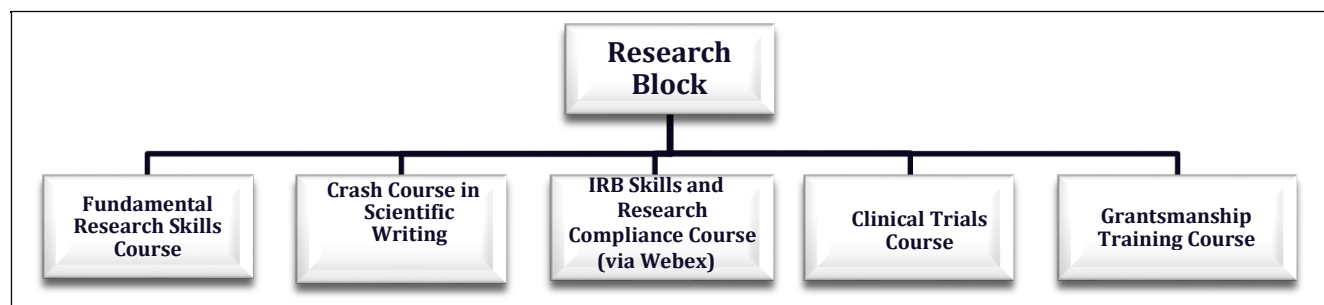 Research
Block
Fundamental
Research Skills
Course
Crash Course in
Scientific
Writing
IRB Skills and
Research
Compliance Course
(via Webex)
Clinical Trials
Course
Grantsmanship
Training Course